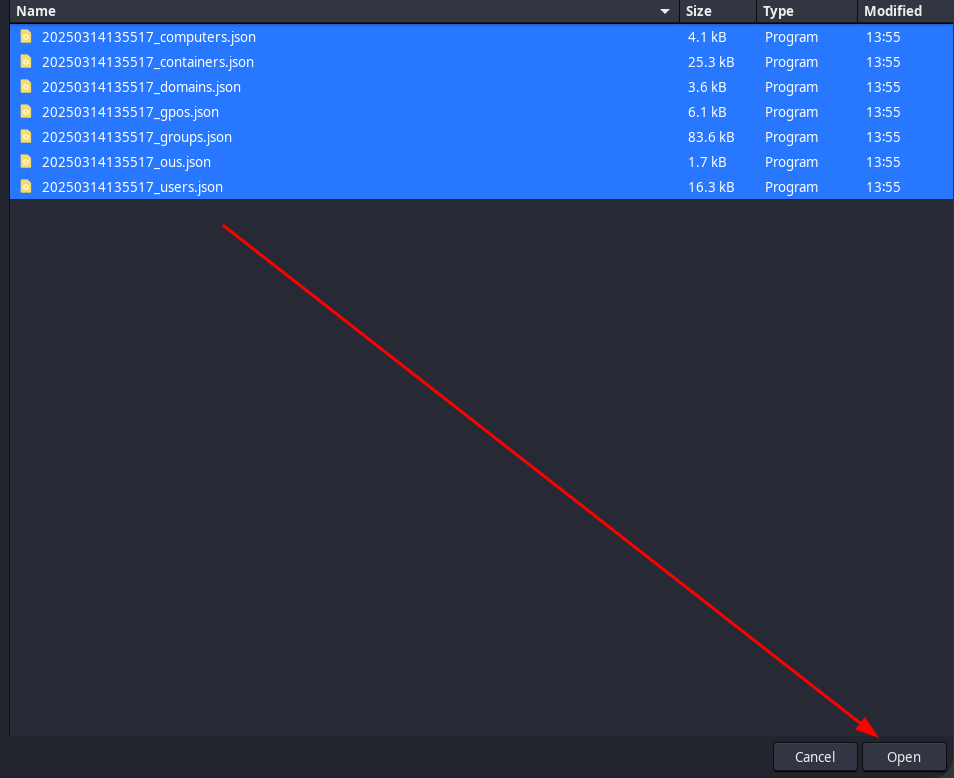 Name Size Type Modified
20250314135517_computers.json 4.1 kB Program 13:55
20250314135517_containers.json 25.3 kB Program 13:55
20250314135517_domains.json 3.6 kB Program 13:55
20250314135517_gpos.json 6.1 kB Program 13:55
20250314135517_groups.json 83.6 kB Program 13:55
20250314135517_ous.json 1.7 kB Program 13:55
20250314135517_users.json 16.3 kB Program 13:55
Cancel Open